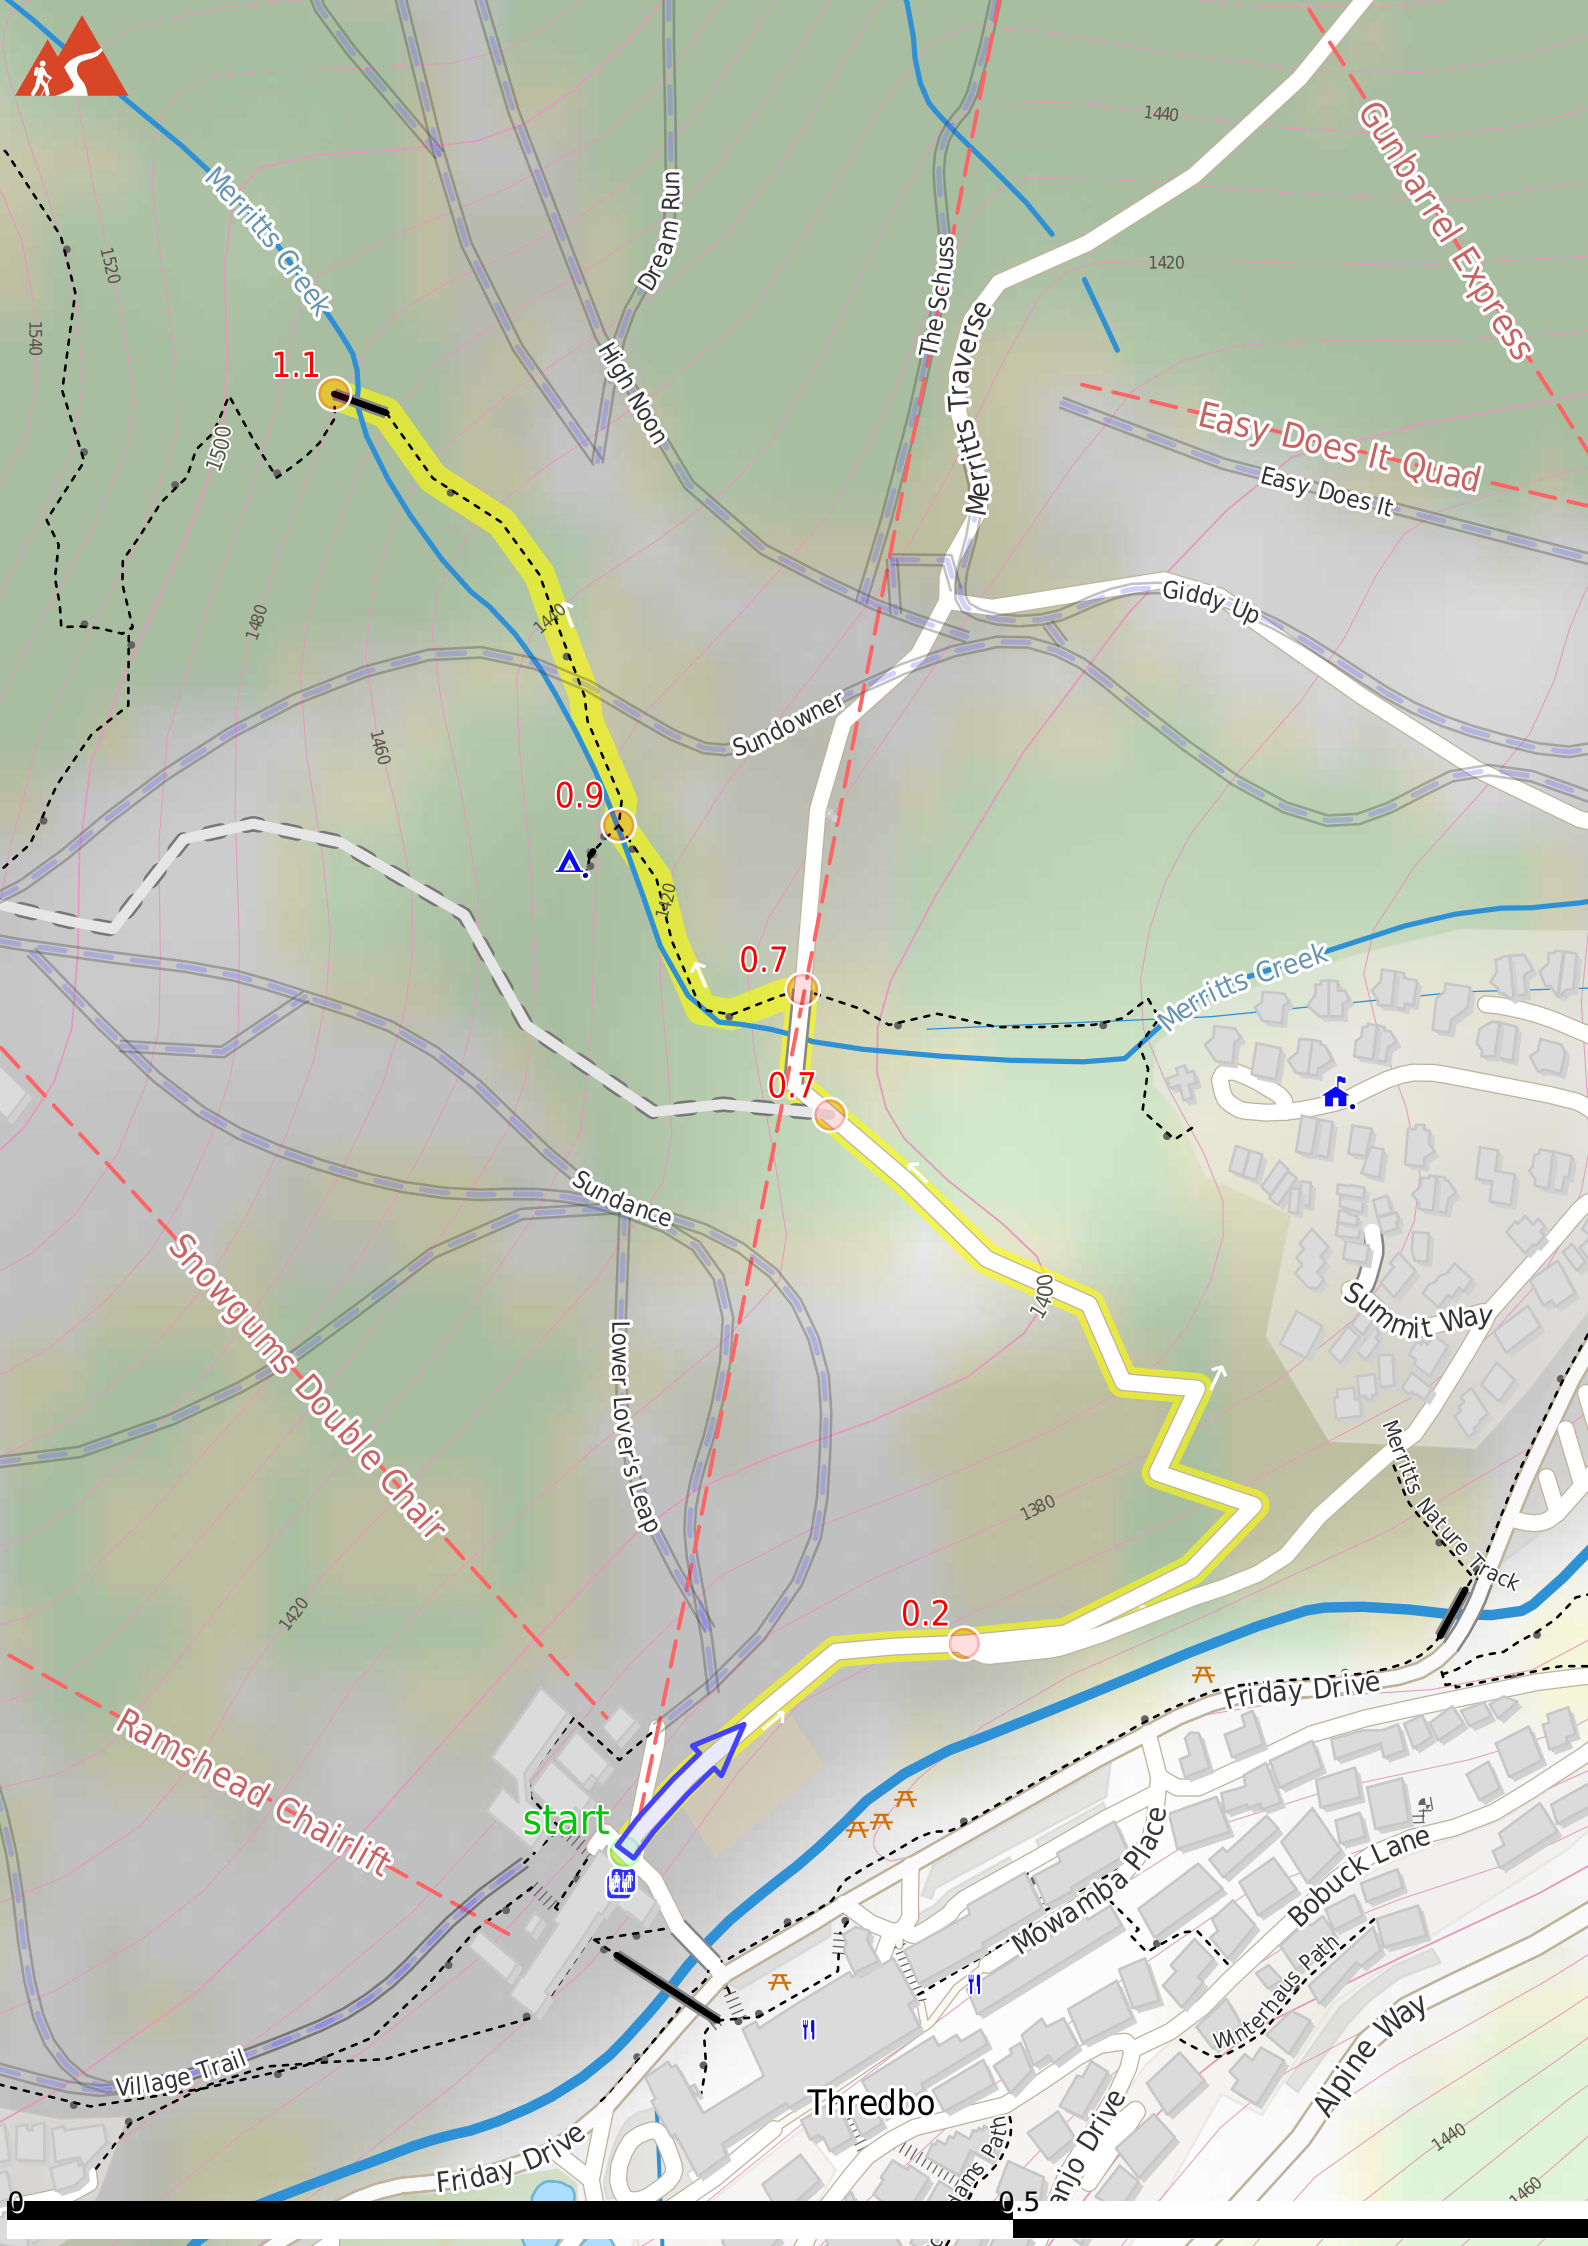 1440
Gunbarrel Express
Merritts Creek
Dream Run
1520
The Schuss
1420
1540
Merritts Traverse
1.1
High Noon
Easy Does It Quad
1500
Easy Does It
1480
1440
Giddy Up
Sundowner
1460
0.9
1420
0.7
Merritts Creek
0.7
Sundance
Snowgums Double Chair
1400
Summit Way
Lower Lover's Leap
Merritts Nature Track
1380
1420
0.2
Friday Drive
Ramshead Chairlift
start
Mowamba Place
Bobuck Lane
Winterhaus Path
Alpine Way
Village Trail
Thredbo
Friday Drive
1440
1460
0
0.5